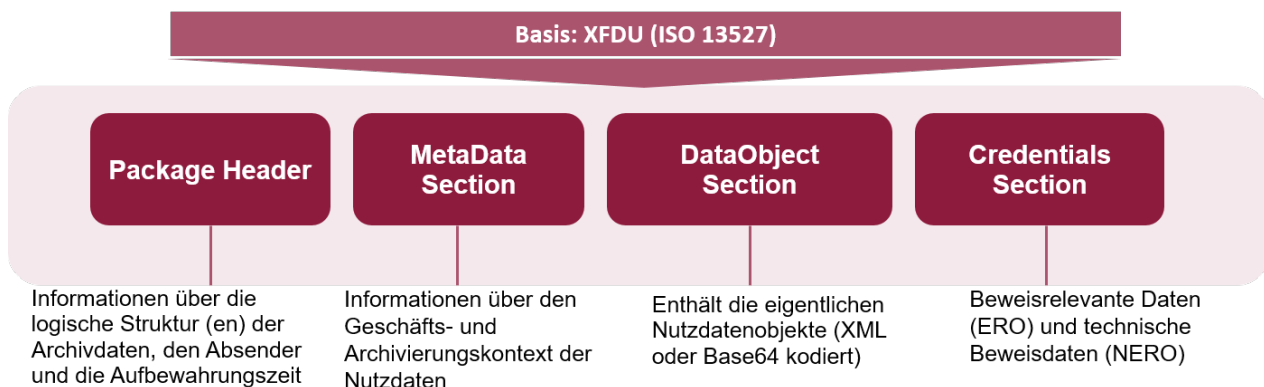 Basis: XFDU (ISO 13527)
Package Header
MetaData
Section
DataObject
Section
Credentials
Section
Informationen über die
logische Struktur (en) der
Archivdaten, den Absender
und die Aufbewahrungszeit
Informationen über den
Geschäfts- und
Archivierungskontext der
Nutzdaten
Enthält die eigentlichen
Nutzdatenobjekte (XML
oder Base64 kodiert)
Beweisrelevante Daten
(ERO) und technische
Beweisdaten (NERO)